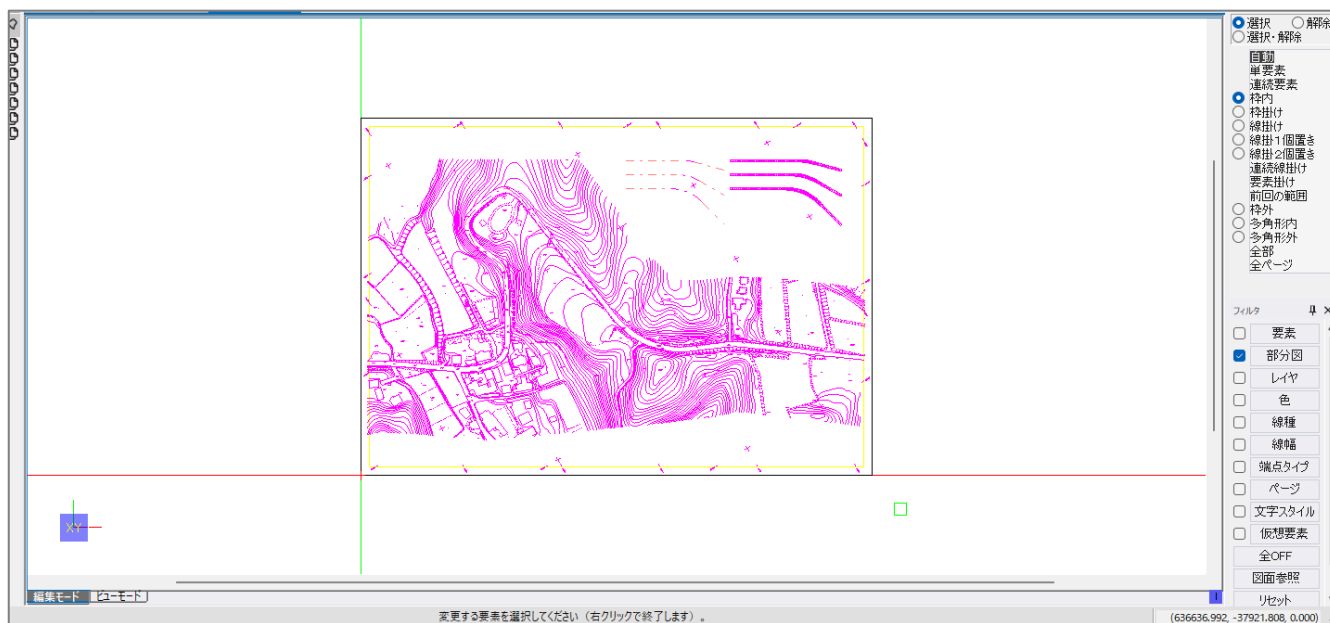 選択 解除
選択・解除
自動
単要素
連続要素
枠内
枠掛け
線掛け
線掛1個置き
線掛2個置き
連続線掛け
要素掛け
前回の範囲
枠外
多角形内
多角形外
全部
全ページ
フィルタ
要素
部分図
レイヤ
色
線種
線幅
端点タイプ
ページ
文字スタイル
仮想要素
全OFF
図面参照
リセット
XY
編集モード ビューモード
変更する要素を選択してください（右クリックで終了します）。
(636636.992, -37921.808, 0.000)